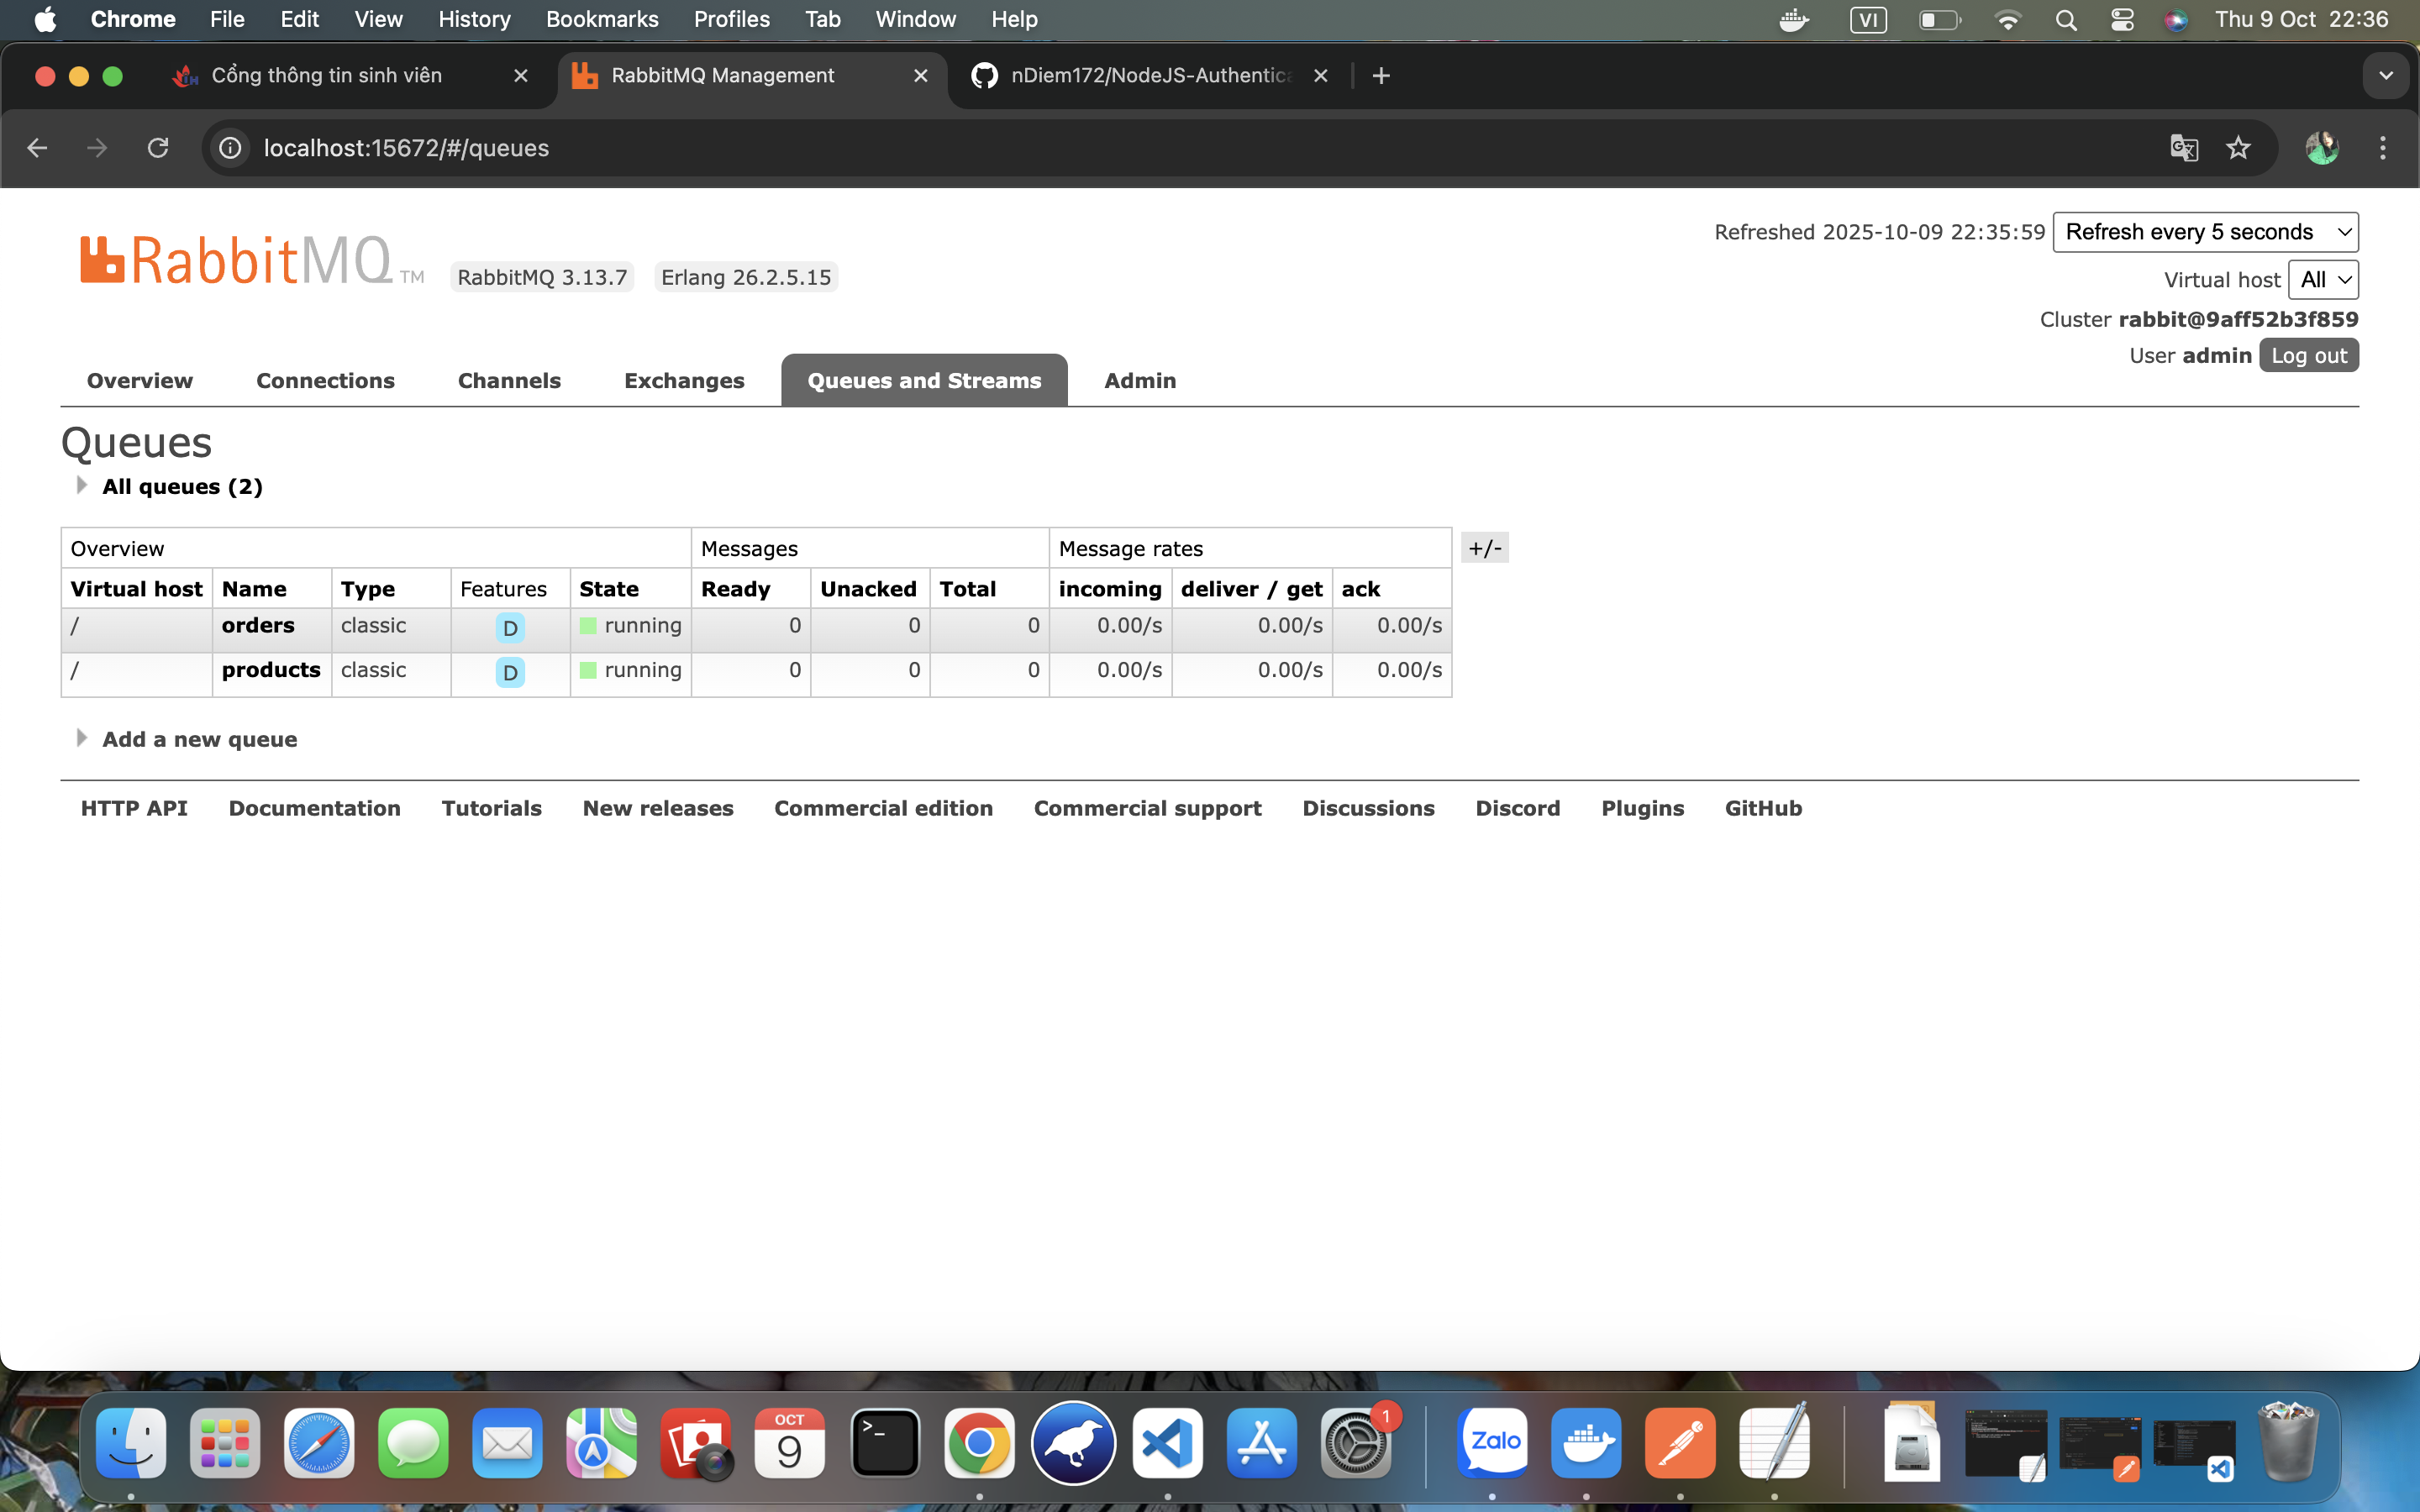 Chrome File Edit View History Bookmarks Profiles Tab Window Help VI Thu 9 Oct 22:36
Cổng thông tin sinh viên RabbitMQ Management nDiem172/NodeJS-Authentica
localhost:15672/#/queues
RabbitMQ TM RabbitMQ 3.13.7 Erlang 26.2.5.15
Refreshed 2025-10-09 22:35:59 Refresh every 5 seconds
Virtual host All
Cluster rabbit@9aff52b3f859
User admin Log out
Overview Connections Channels Exchanges Queues and Streams Admin
Queues
All queues (2)
Overview Messages Message rates +/-
Virtual host Name Type Features State Ready Unacked Total incoming deliver / get ack
/ orders classic D running 0 0 0 0.00/s 0.00/s 0.00/s
/ products classic D running 0 0 0 0.00/s 0.00/s 0.00/s
Add a new queue
HTTP API Documentation Tutorials New releases Commercial edition Commercial support Discussions Discord Plugins GitHub
OCT
9
>_
1
Zalo